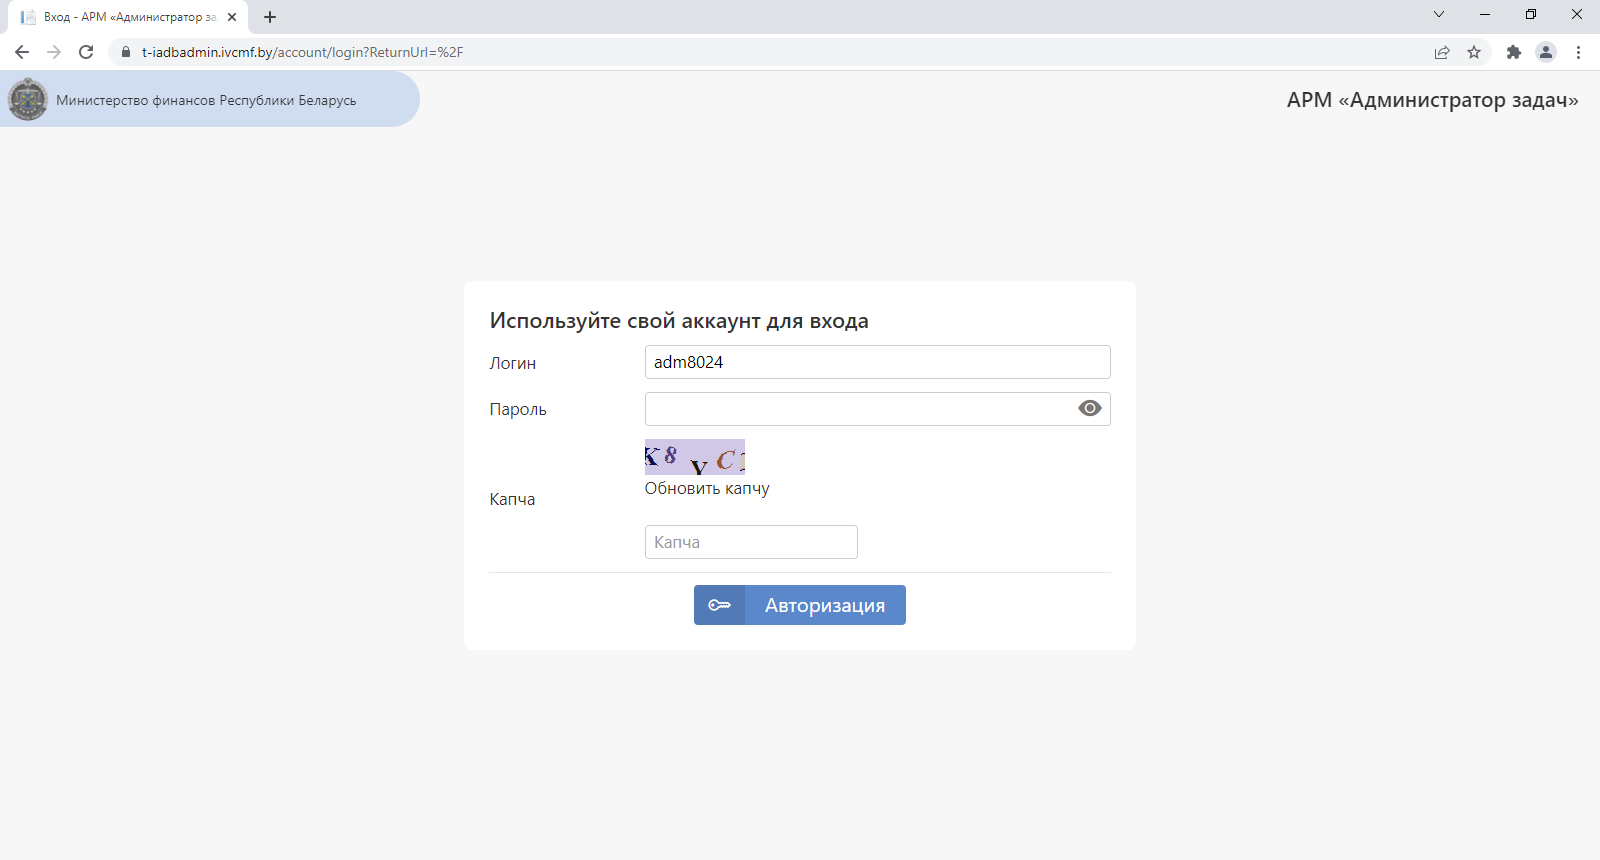 Вход - АРМ «Администратор за
t-iadbadmin.ivcmf.by/account/login?ReturnUrl=%2F
Министерство финансов Республики Беларусь
АРМ «Администратор задач»
Используйте свой аккаунт для входа
Логин
adm8024
Пароль
K8YC
Обновить капчу
Капча
Капча
Авторизация